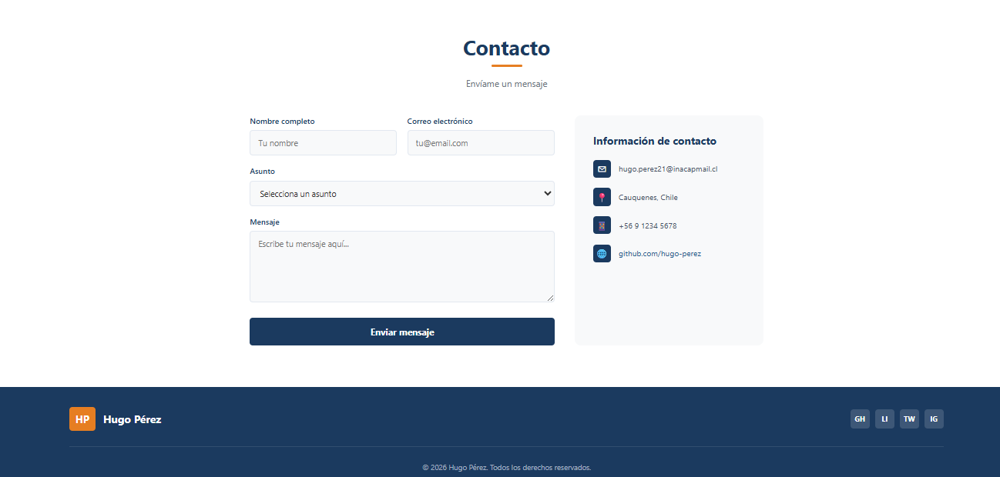 Contacto
Envíame un mensaje
Nombre completo
Correo electrónico
Tu nombre
tu@email.com
Asunto
Selecciona un asunto
Mensaje
Escribe tu mensaje aquí...
Enviar mensaje
Información de contacto
hugo.perez21@inacapmail.cl
Cauquenes, Chile
+56 9 1234 5678
github.com/hugo-perez
HP
Hugo Pérez
GH
LI
TW
IG
© 2026 Hugo Pérez. Todos los derechos reservados.